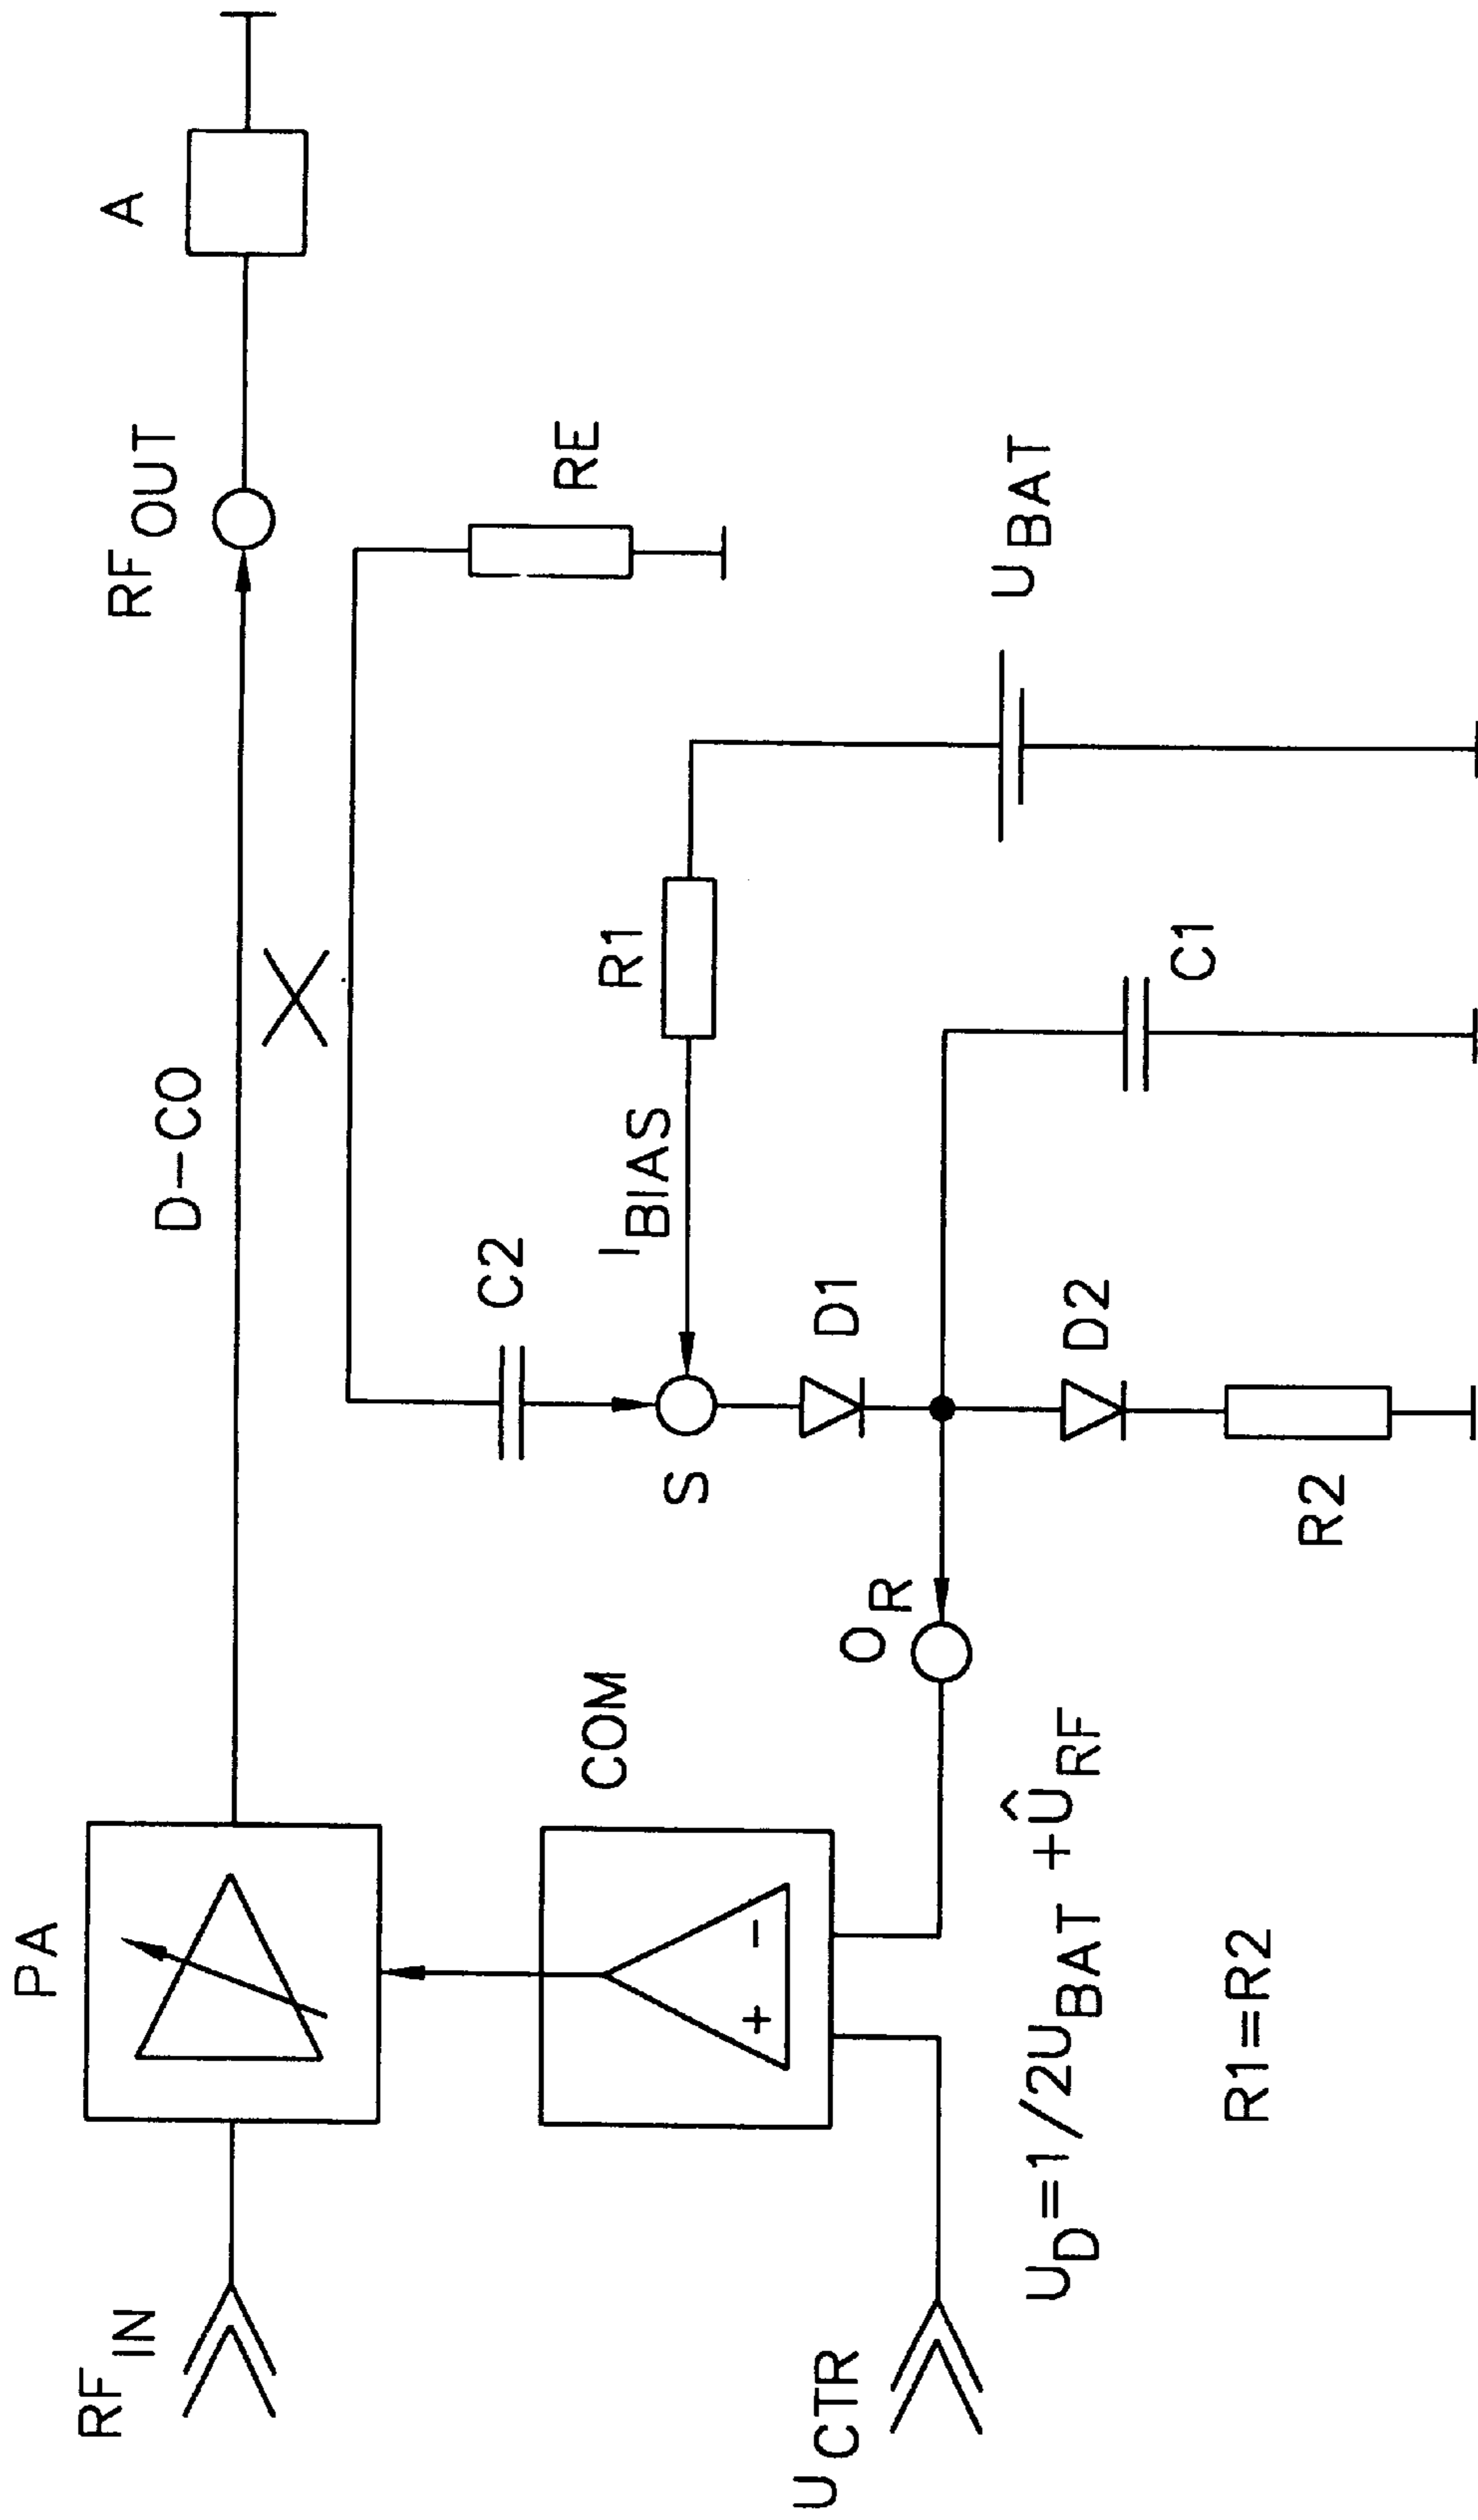 PA
RF IN
D-CO
RF OUT
A
COM
+
-
C2
RE
I BIAS
R1
S
D1
O R
U CTR
U BAT
C1
D2
R2
U D =1/2U BAT +Û RF
R1=R2